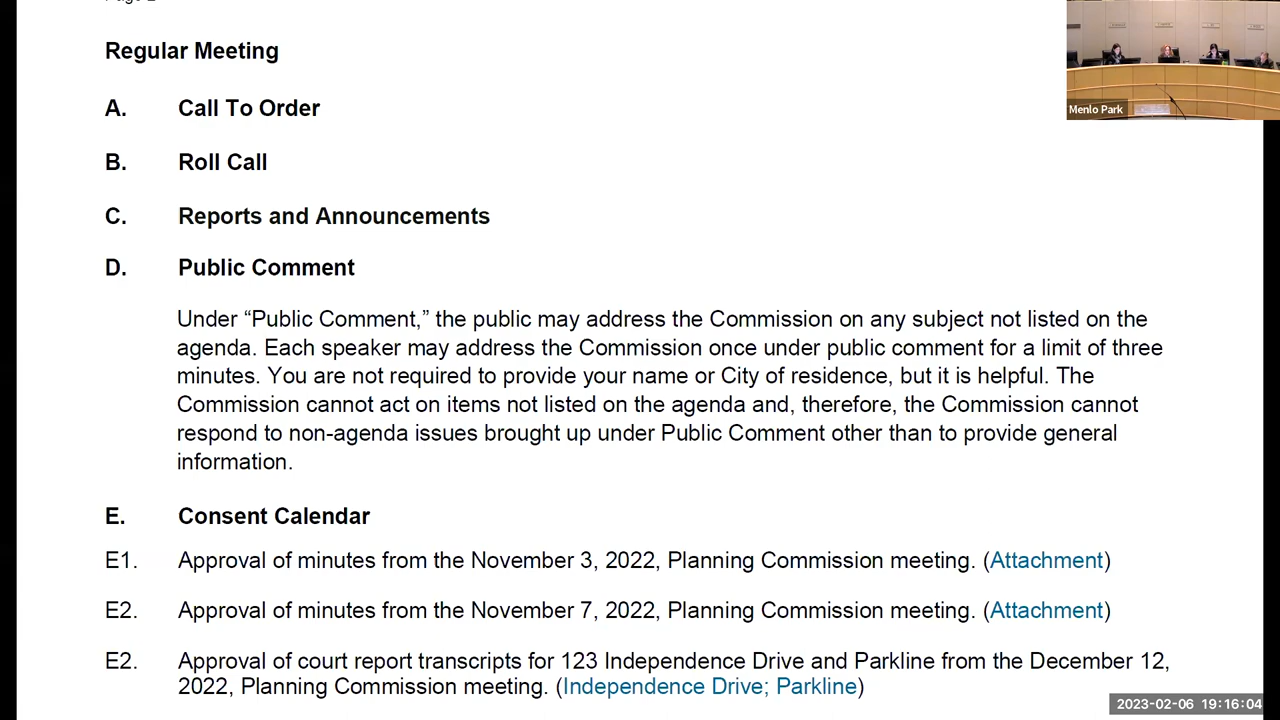 Regular Meeting
A. Call To Order
B. Roll Call
C. Reports and Announcements
D. Public Comment
Under “Public Comment,” the public may address the Commission on any subject not listed on the
agenda. Each speaker may address the Commission once under public comment for a limit of three
minutes. You are not required to provide your name or City of residence, but it is helpful. The
Commission cannot act on items not listed on the agenda and, therefore, the Commission cannot
respond to non-agenda issues brought up under Public Comment other than to provide general
information.
E. Consent Calendar
E1. Approval of minutes from the November 3, 2022, Planning Commission meeting. (Attachment)
E2. Approval of minutes from the November 7, 2022, Planning Commission meeting. (Attachment)
E2. Approval of court report transcripts for 123 Independence Drive and Parkline from the December 12,
2022, Planning Commission meeting. (Independence Drive; Parkline)
Menlo Park
2023-02-06 19:16:04